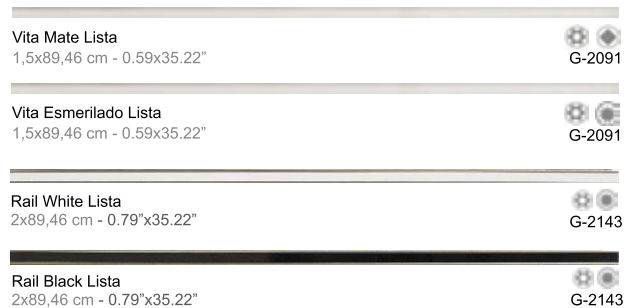 Vita Mate Lista
1,5x89,46 cm - 0.59x35.22”
G-2091
Vita Esmerilado Lista
1,5x89,46 cm - 0.59x35.22”
G-2091
Rail White Lista
2x89,46 cm - 0.79”x35.22”
G-2143
Rail Black Lista
2x89,46 cm - 0.79”x35.22”
G-2143